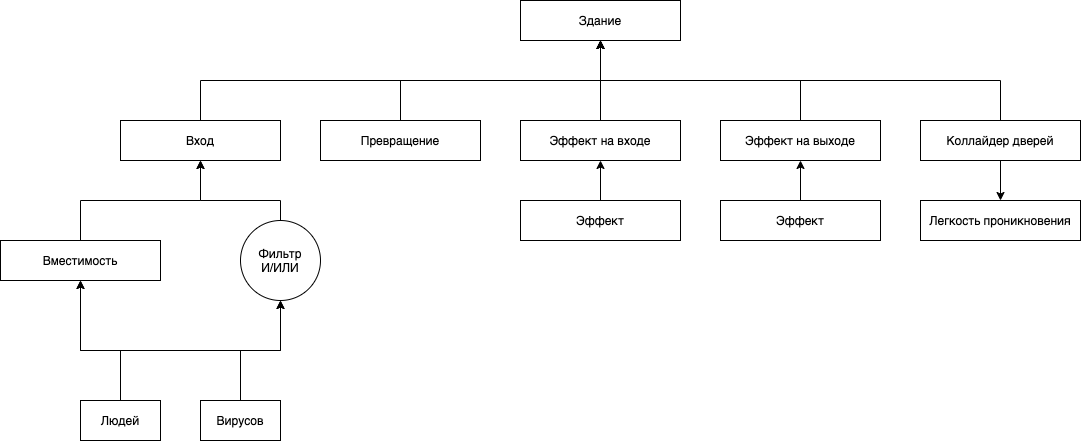 Здание
Вход
Превращение
Эффект на входе
Эффект на выходе
Коллайдер дверей
Эффект
Эффект
Легкость проникновения
Вместимость
Фильтр
И/ИЛИ
Людей
Вирусов